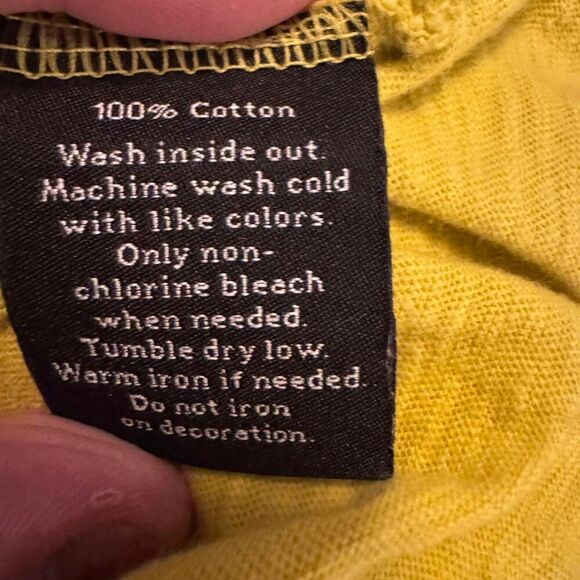 100% Cotton
Wash inside out.
Machine wash cold
with like colors.
Only non-
chlorine bleach
when needed.
Tumble dry low.
Warm iron if needed.
Do not iron
on decoration.